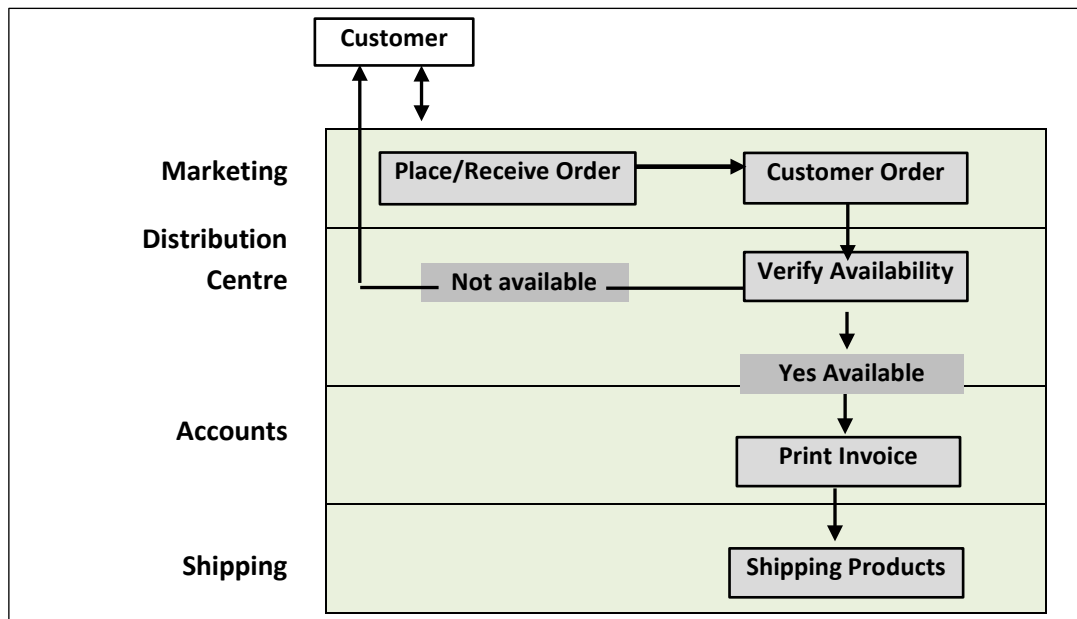 Customer
Marketing
Place/Receive Order
Customer Order
Distribution
Centre
Not available
Verify Availability
Yes Available
Accounts
Print Invoice
Shipping
Shipping Products